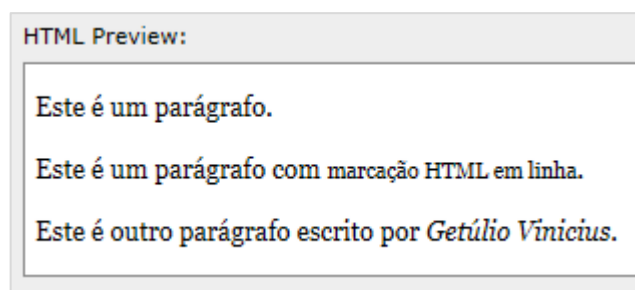 HTML Preview:
Este é um parágrafo.
Este é um parágrafo com marcação HTML em linha.
Este é outro parágrafo escrito por Getúlio Vinicius.